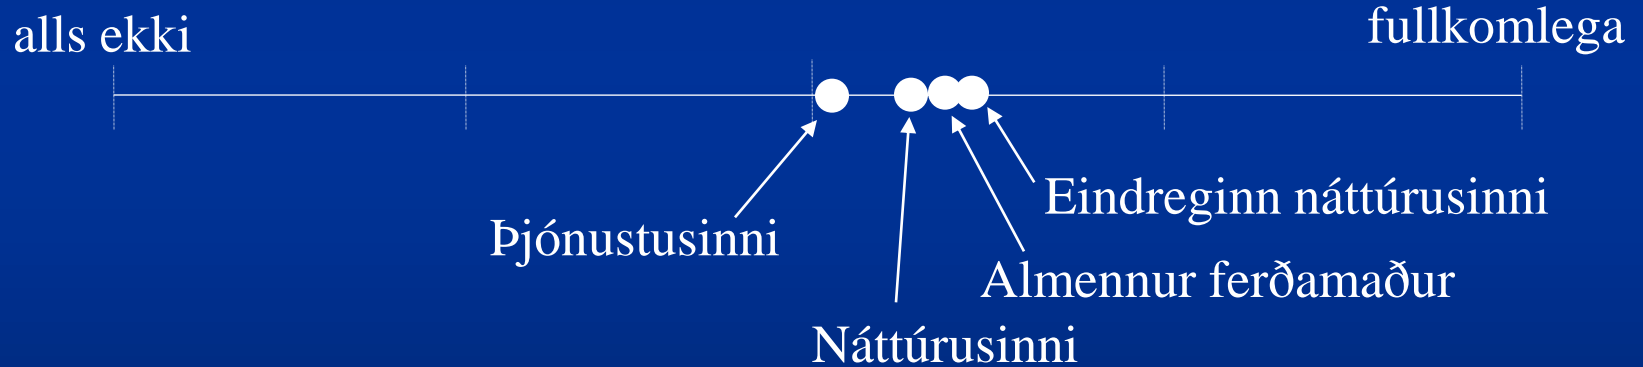 alls ekki
fullkomlega
Eindreginn náttúrusinni
Þjónustusinni
Almennur ferðamaður
Náttúrusinni